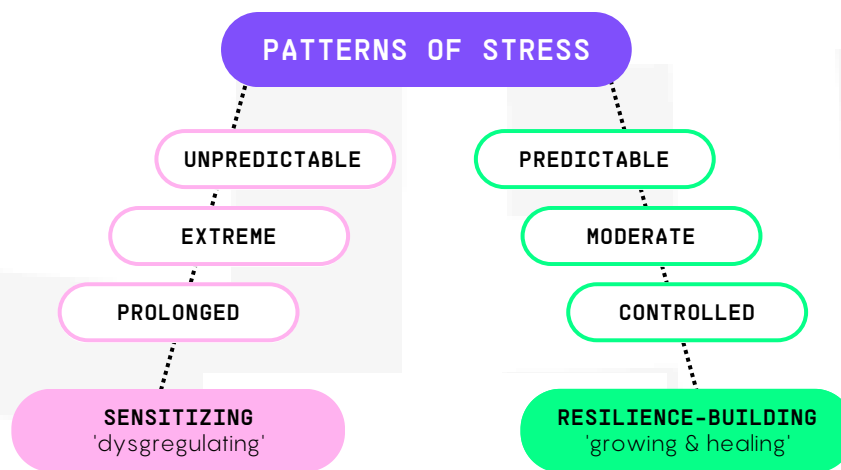 PATTERNS OF STRESS
UNPREDICTABLE
PREDICTABLE
EXTREME
MODERATE
PROLONGED
CONTROLLED
SENSITIZING
'dysgregulating'
RESILIENCE-BUILDING
'growing & healing'